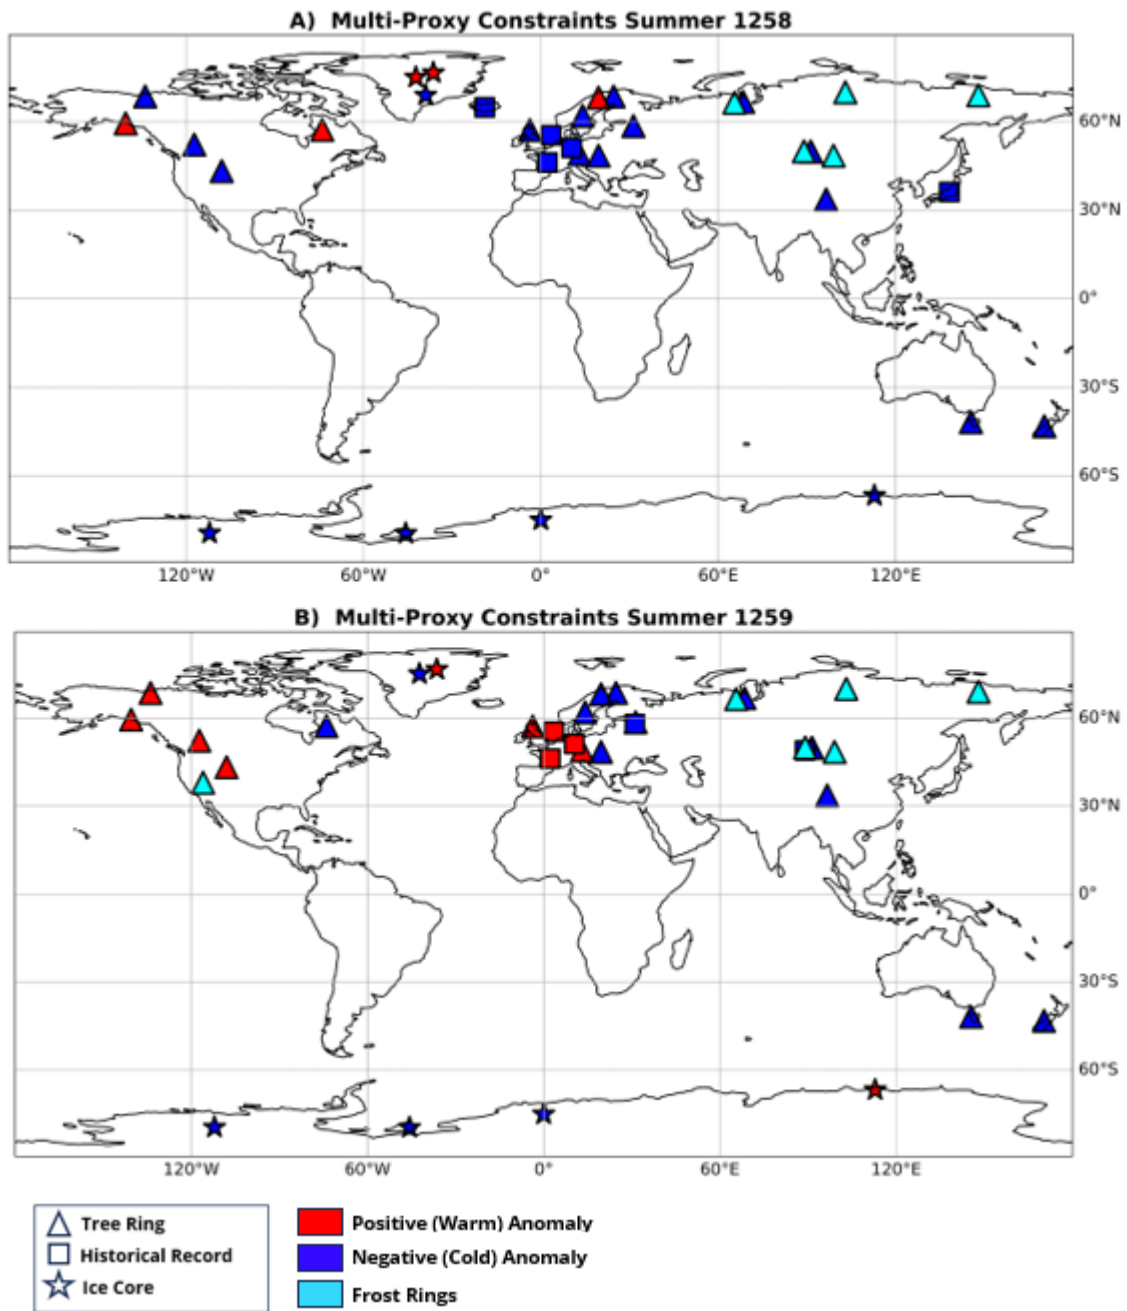 A)  Multi-Proxy Constraints Summer 1258
60°N
30°N
0°
30°S
60°S
120°W 60°W 0° 60°E 120°E
B)  Multi-Proxy Constraints Summer 1259
60°N
30°N
0°
30°S
60°S
120°W 60°W 0° 60°E 120°E
Tree Ring
Historical Record
Ice Core
Positive (Warm) Anomaly
Negative (Cold) Anomaly
Frost Rings